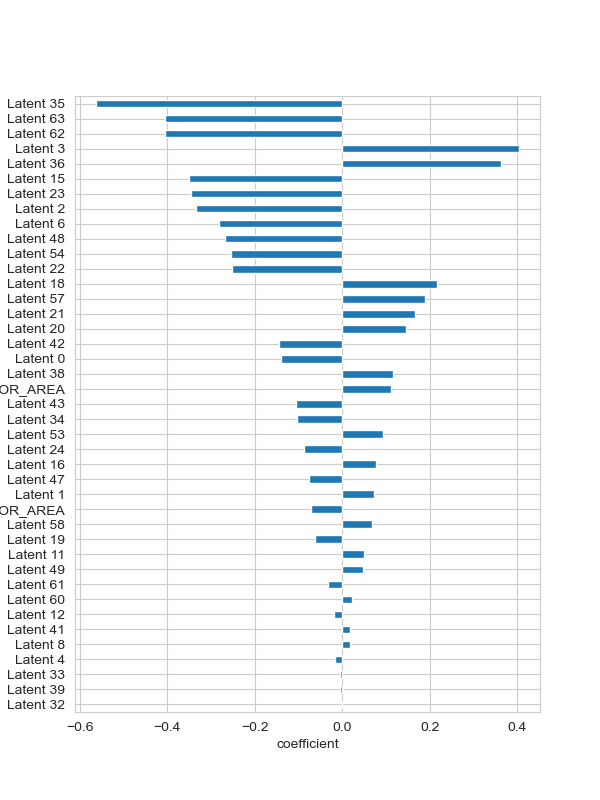 Latent 35
Latent 63
Latent 62
Latent 3
Latent 36
Latent 15
Latent 23
Latent 2
Latent 6
Latent 48
Latent 54
Latent 22
Latent 18
Latent 57
Latent 21
Latent 20
Latent 42
Latent 0
Latent 38
OR_AREA
Latent 43
Latent 34
Latent 53
Latent 24
Latent 16
Latent 47
Latent 1
OR_AREA
Latent 58
Latent 19
Latent 11
Latent 49
Latent 61
Latent 60
Latent 12
Latent 41
Latent 8
Latent 4
Latent 33
Latent 39
Latent 32
−0.6 −0.4 −0.2 0.0 0.2 0.4
coefficient